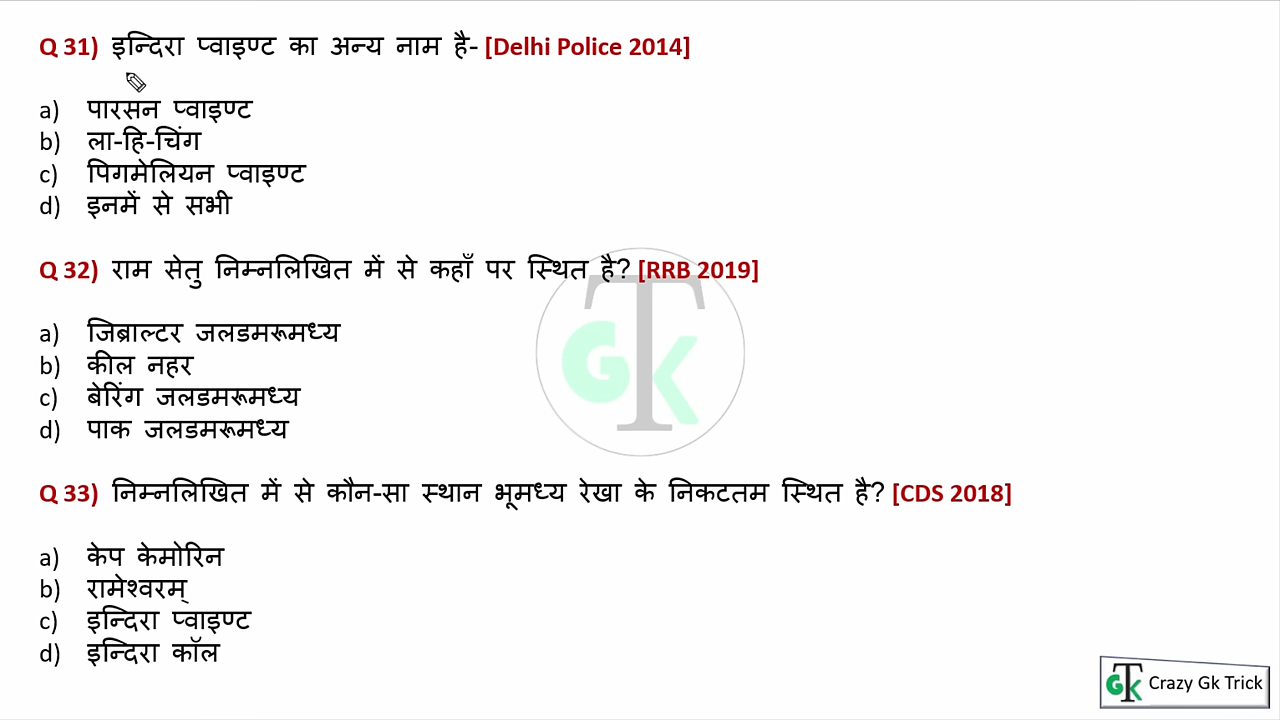 Q 31) इन्दिरा प्वाइण्ट का अन्य नाम है- [Delhi Police 2014]
a) पारसन प्वाइण्ट
b) ला-हि-चिंग
c) पिगमेलियन प्वाइण्ट
d) इनमें से सभी
Q 32) राम सेतु निम्नलिखित में से कहाँ पर स्थित है? [RRB 2019]
a) जिब्राल्टर जलडमरूमध्य
b) कील नहर
c) बेरिंग जलडमरूमध्य
d) पाक जलडमरूमध्य
GTK
Q 33) निम्नलिखित में से कौन-सा स्थान भूमध्य रेखा के निकटतम स्थित है? [CDS 2018]
a) केप केमोरिन
b) रामेश्वरम्
c) इन्दिरा प्वाइण्ट
d) इन्दिरा कॉल
GTK Crazy Gk Trick